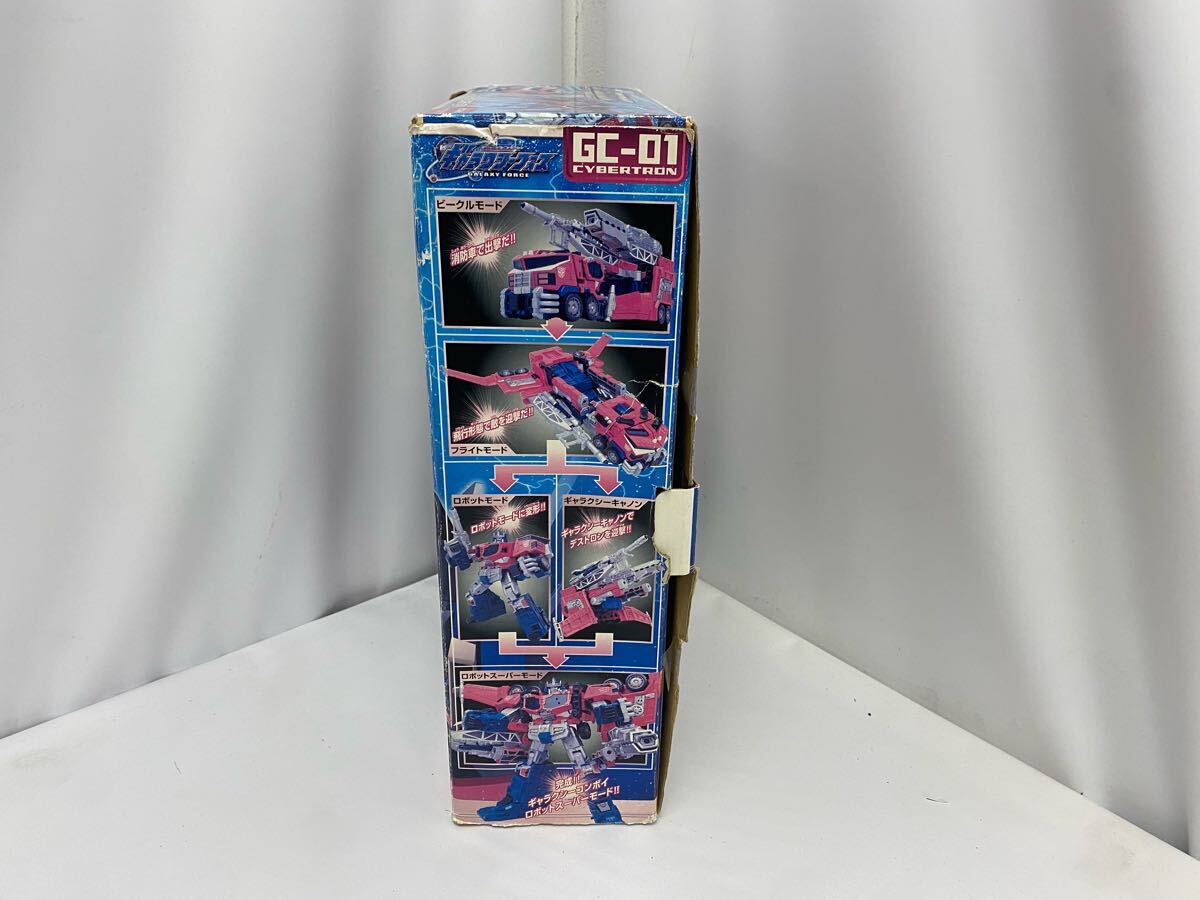 ギャラクシーフォース
GALAXY FORCE
GC-01
CYBERTRON
ビークルモード
消防車で出撃だ!!
飛行形態で敵を迎撃だ!!
フライトモード
ロボットモード
ロボットモードに変形!!
ギャラクシーキャノン
ギャラクシーキャノンで
デストロンを迎撃!!
ロボットスーパーモード
完成!!
ギャラクシーコンボイ
ロボットスーパーモード!!